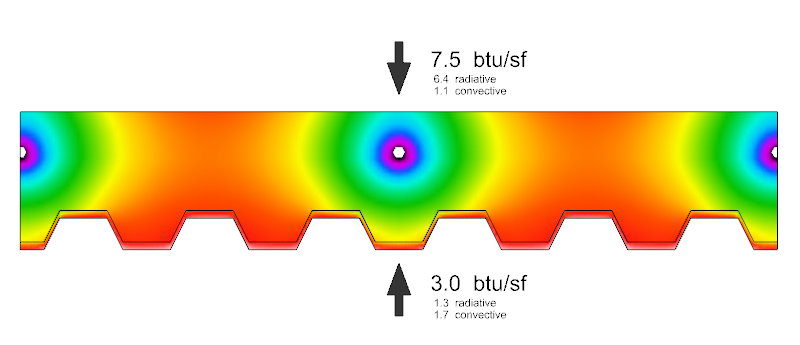 7.5 btu/sf
6.4 radiative
1.1 convective
3.0 btu/sf
1.3 radiative
1.7 convective